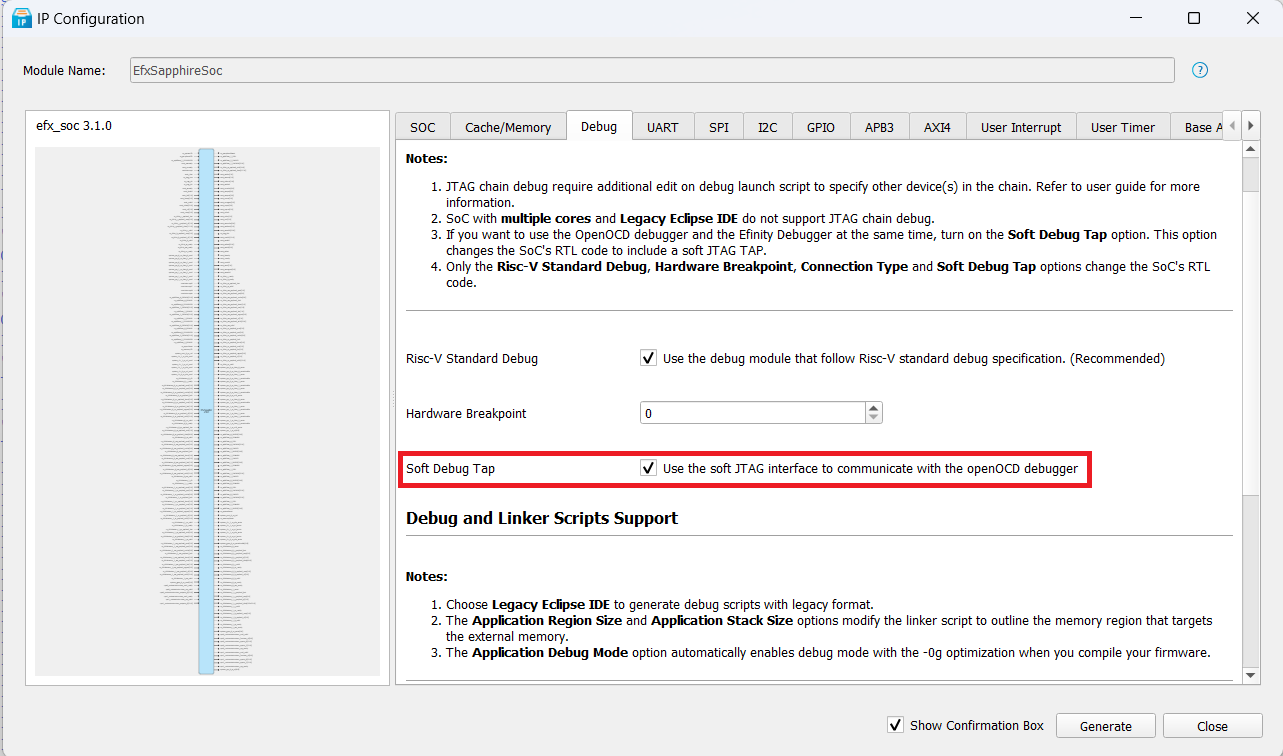 IP Configuration
Module Name:
EfxSapphireSoc
efx_soc 3.1.0
SOC
Cache/Memory
Debug
UART
SPI
I2C
GPIO
APB3
AXI4
User Interrupt
User Timer
Base A
Notes:
1. JTAG chain debug require addional edit on debug launch script to specify other device(s) in the chain. Refer to user guide for more
information.
2. SOC with multiple cores and Legacy Eclipse IDE do not support JTAG chain debug.
3. If you want to use the OpenOCD debugger and the Efinity Debugger at the same time, turn on the Soft Debug Tap option. This option
changes the SoC's RTL code to include a soft JTAG TAP.
4. Only the Risc-V Standard Debug, Hardware Breakpoint, Connection Type and Soft Debug Tap options change the SoC's RTL
code.
Risc-V Standard Debug
Use the debug module that follow Risc-V standard debug specification. (Recommended)
Hardware Breakpoint
0
Soft Debug Tap
Use the soft JTAG interface to communicate with the openOCD debugger
Debug and Linker Scripts Support
Notes:
1. Choose Legacy Eclipse IDE to generate debug scripts with legacy format.
2. The Application Region Size and Application Stack Size options modify the linker script to outline the memory region that targets
the external memory.
3. The Application Debug Mode option automatically enables debug mode with the -0g optimization when you compile your firmware.
Show Confirmation Box
Generate
Close